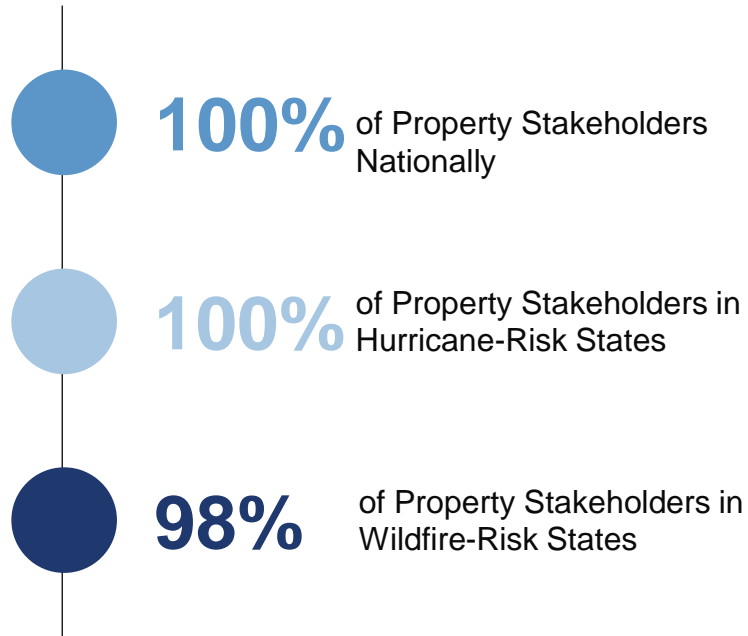 100% of Property Stakeholders
Nationally
100% of Property Stakeholders in
Hurricane-Risk States
98% of Property Stakeholders in
Wildfire-Risk States